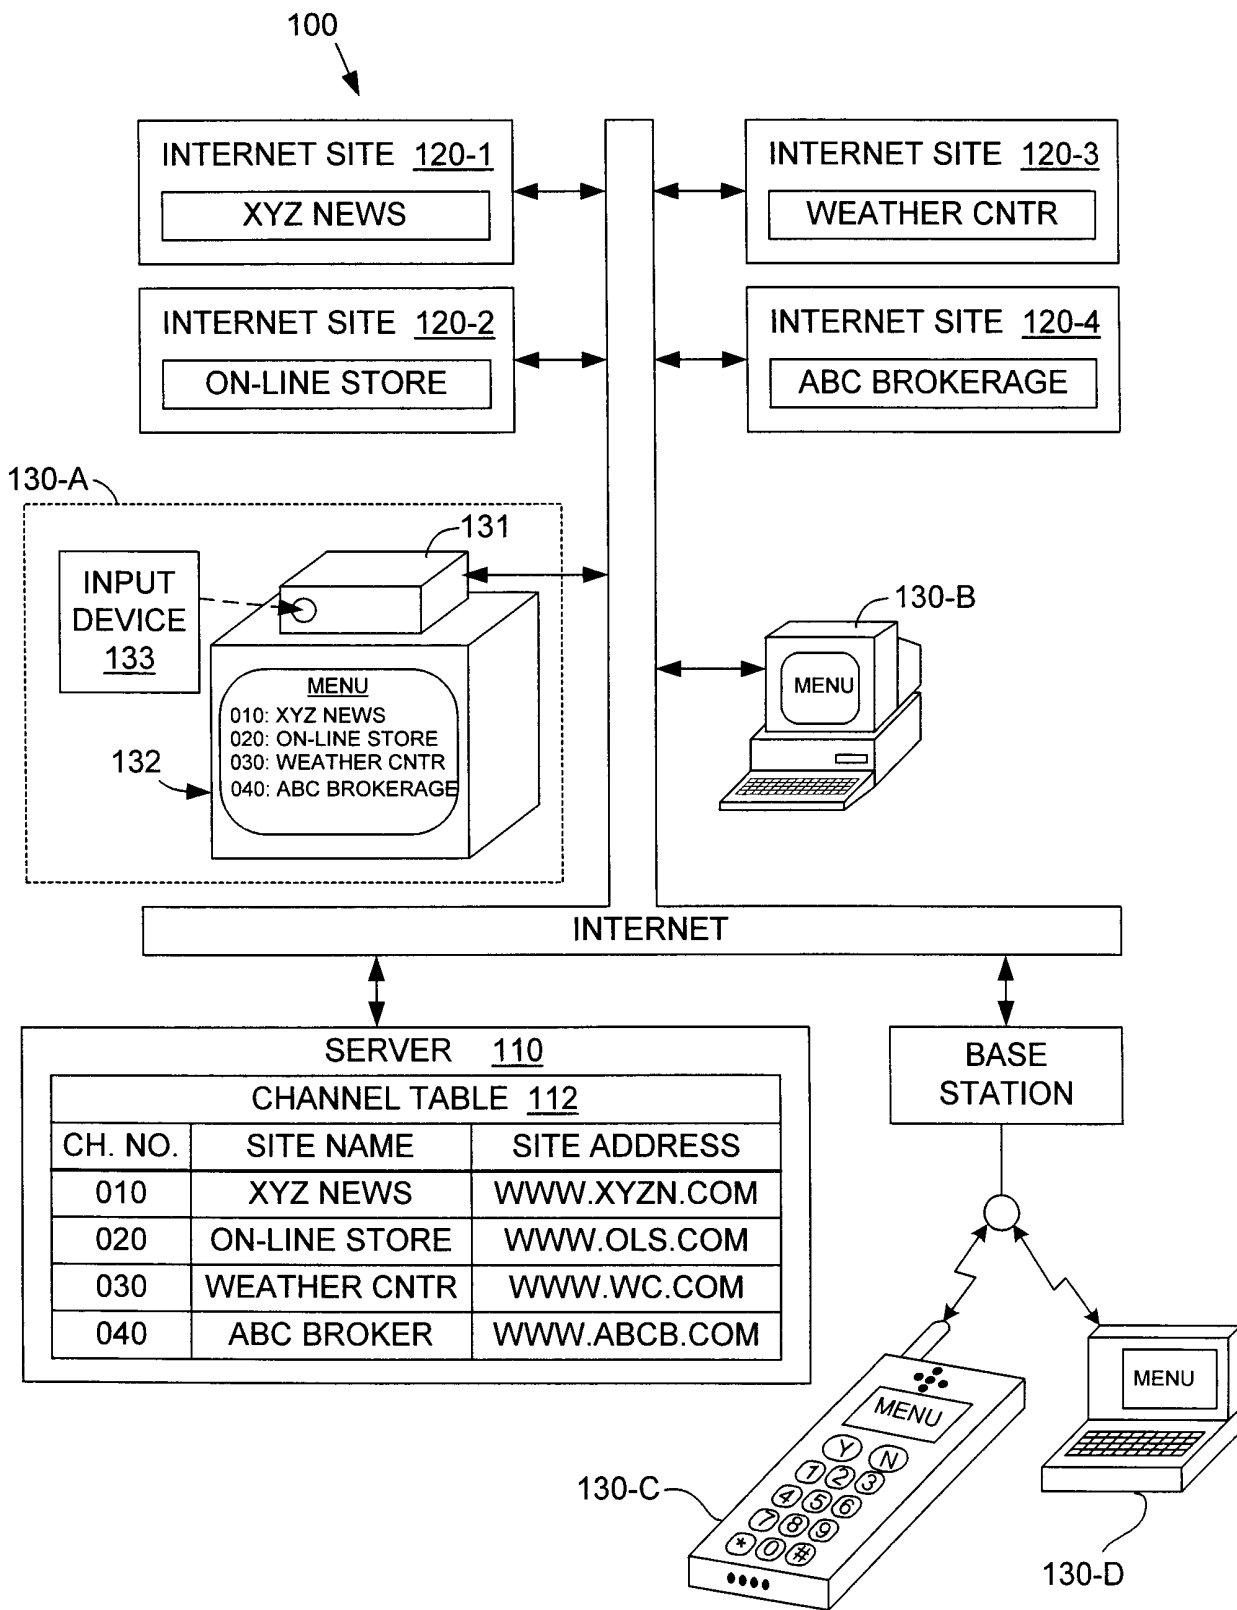 100
INTERNET SITE 120-1
XYZ NEWS
INTERNET SITE 120-3
WEATHER CNTR
INTERNET SITE 120-2
ON-LINE STORE
INTERNET SITE 120-4
ABC BROKERAGE
130-A
131
INPUT
DEVICE
133
MENU
010: XYZ NEWS
020: ON-LINE STORE
030: WEATHER CNTR
040: ABC BROKERAGE
132
130-B
MENU
INTERNET
SERVER 110
CHANNEL TABLE 112
CH. NO. SITE NAME SITE ADDRESS
010 XYZ NEWS WWW.XYZN.COM
020 ON-LINE STORE WWW.OLS.COM
030 WEATHER CNTR WWW.WC.COM
040 ABC BROKER WWW.ABCB.COM
BASE
STATION
MENU
Y N
1 2 3
4 5 6
7 8 9
* 0 #
130-C
MENU
130-D